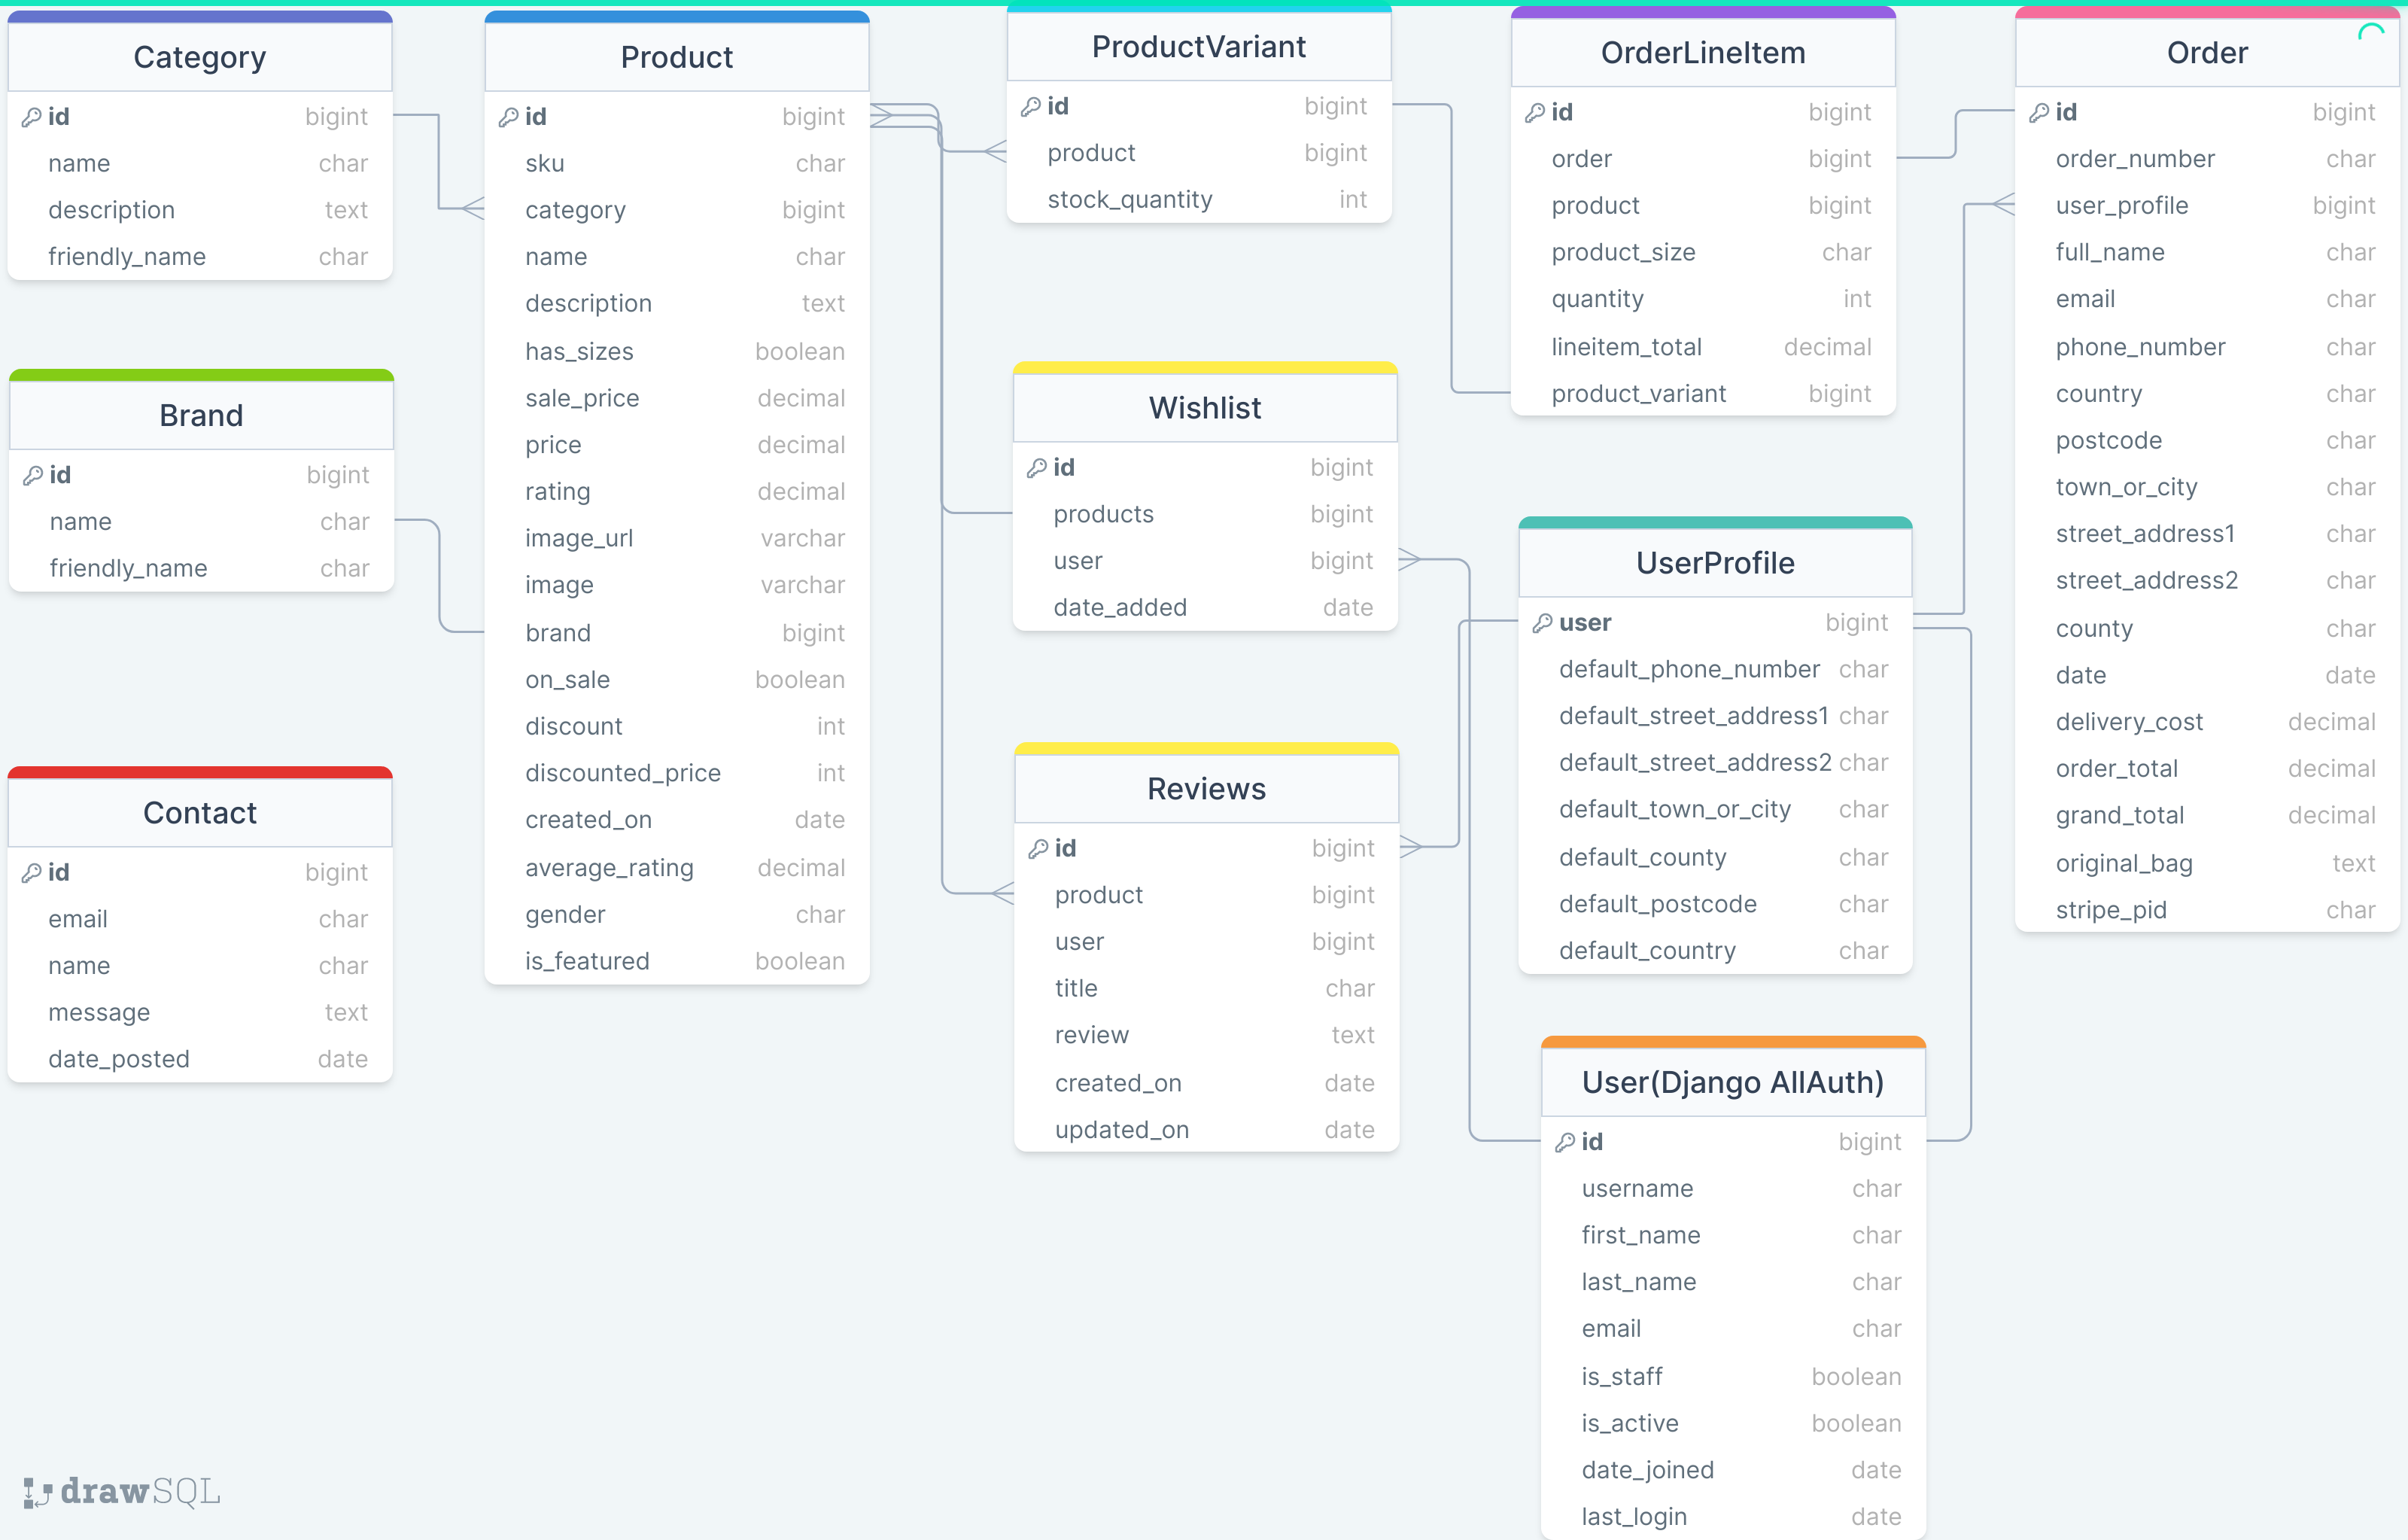 Category
id bigint
name char
description text
friendly_name char
Brand
id bigint
name char
friendly_name char
Contact
id bigint
email char
name char
message text
date_posted date
Product
id bigint
sku char
category bigint
name char
description text
has_sizes boolean
sale_price decimal
price decimal
rating decimal
image_url varchar
image varchar
brand bigint
on_sale boolean
discount int
discounted_price int
created_on date
average_rating decimal
gender char
is_featured boolean
ProductVariant
id bigint
product bigint
stock_quantity int
Wishlist
id bigint
products bigint
user bigint
date_added date
Reviews
id bigint
product bigint
user bigint
title char
review text
created_on date
updated_on date
OrderLineItem
id bigint
order bigint
product bigint
product_size char
quantity int
lineitem_total decimal
product_variant bigint
UserProfile
user bigint
default_phone_number char
default_street_address1 char
default_street_address2 char
default_town_or_city char
default_county char
default_postcode char
default_country char
User(Django AllAuth)
id bigint
username char
first_name char
last_name char
email char
is_staff boolean
is_active boolean
date_joined date
last_login date
Order
id bigint
order_number char
user_profile bigint
full_name char
email char
phone_number char
country char
postcode char
town_or_city char
street_address1 char
street_address2 char
county char
date date
delivery_cost decimal
order_total decimal
grand_total decimal
original_bag text
stripe_pid char
drawSQL